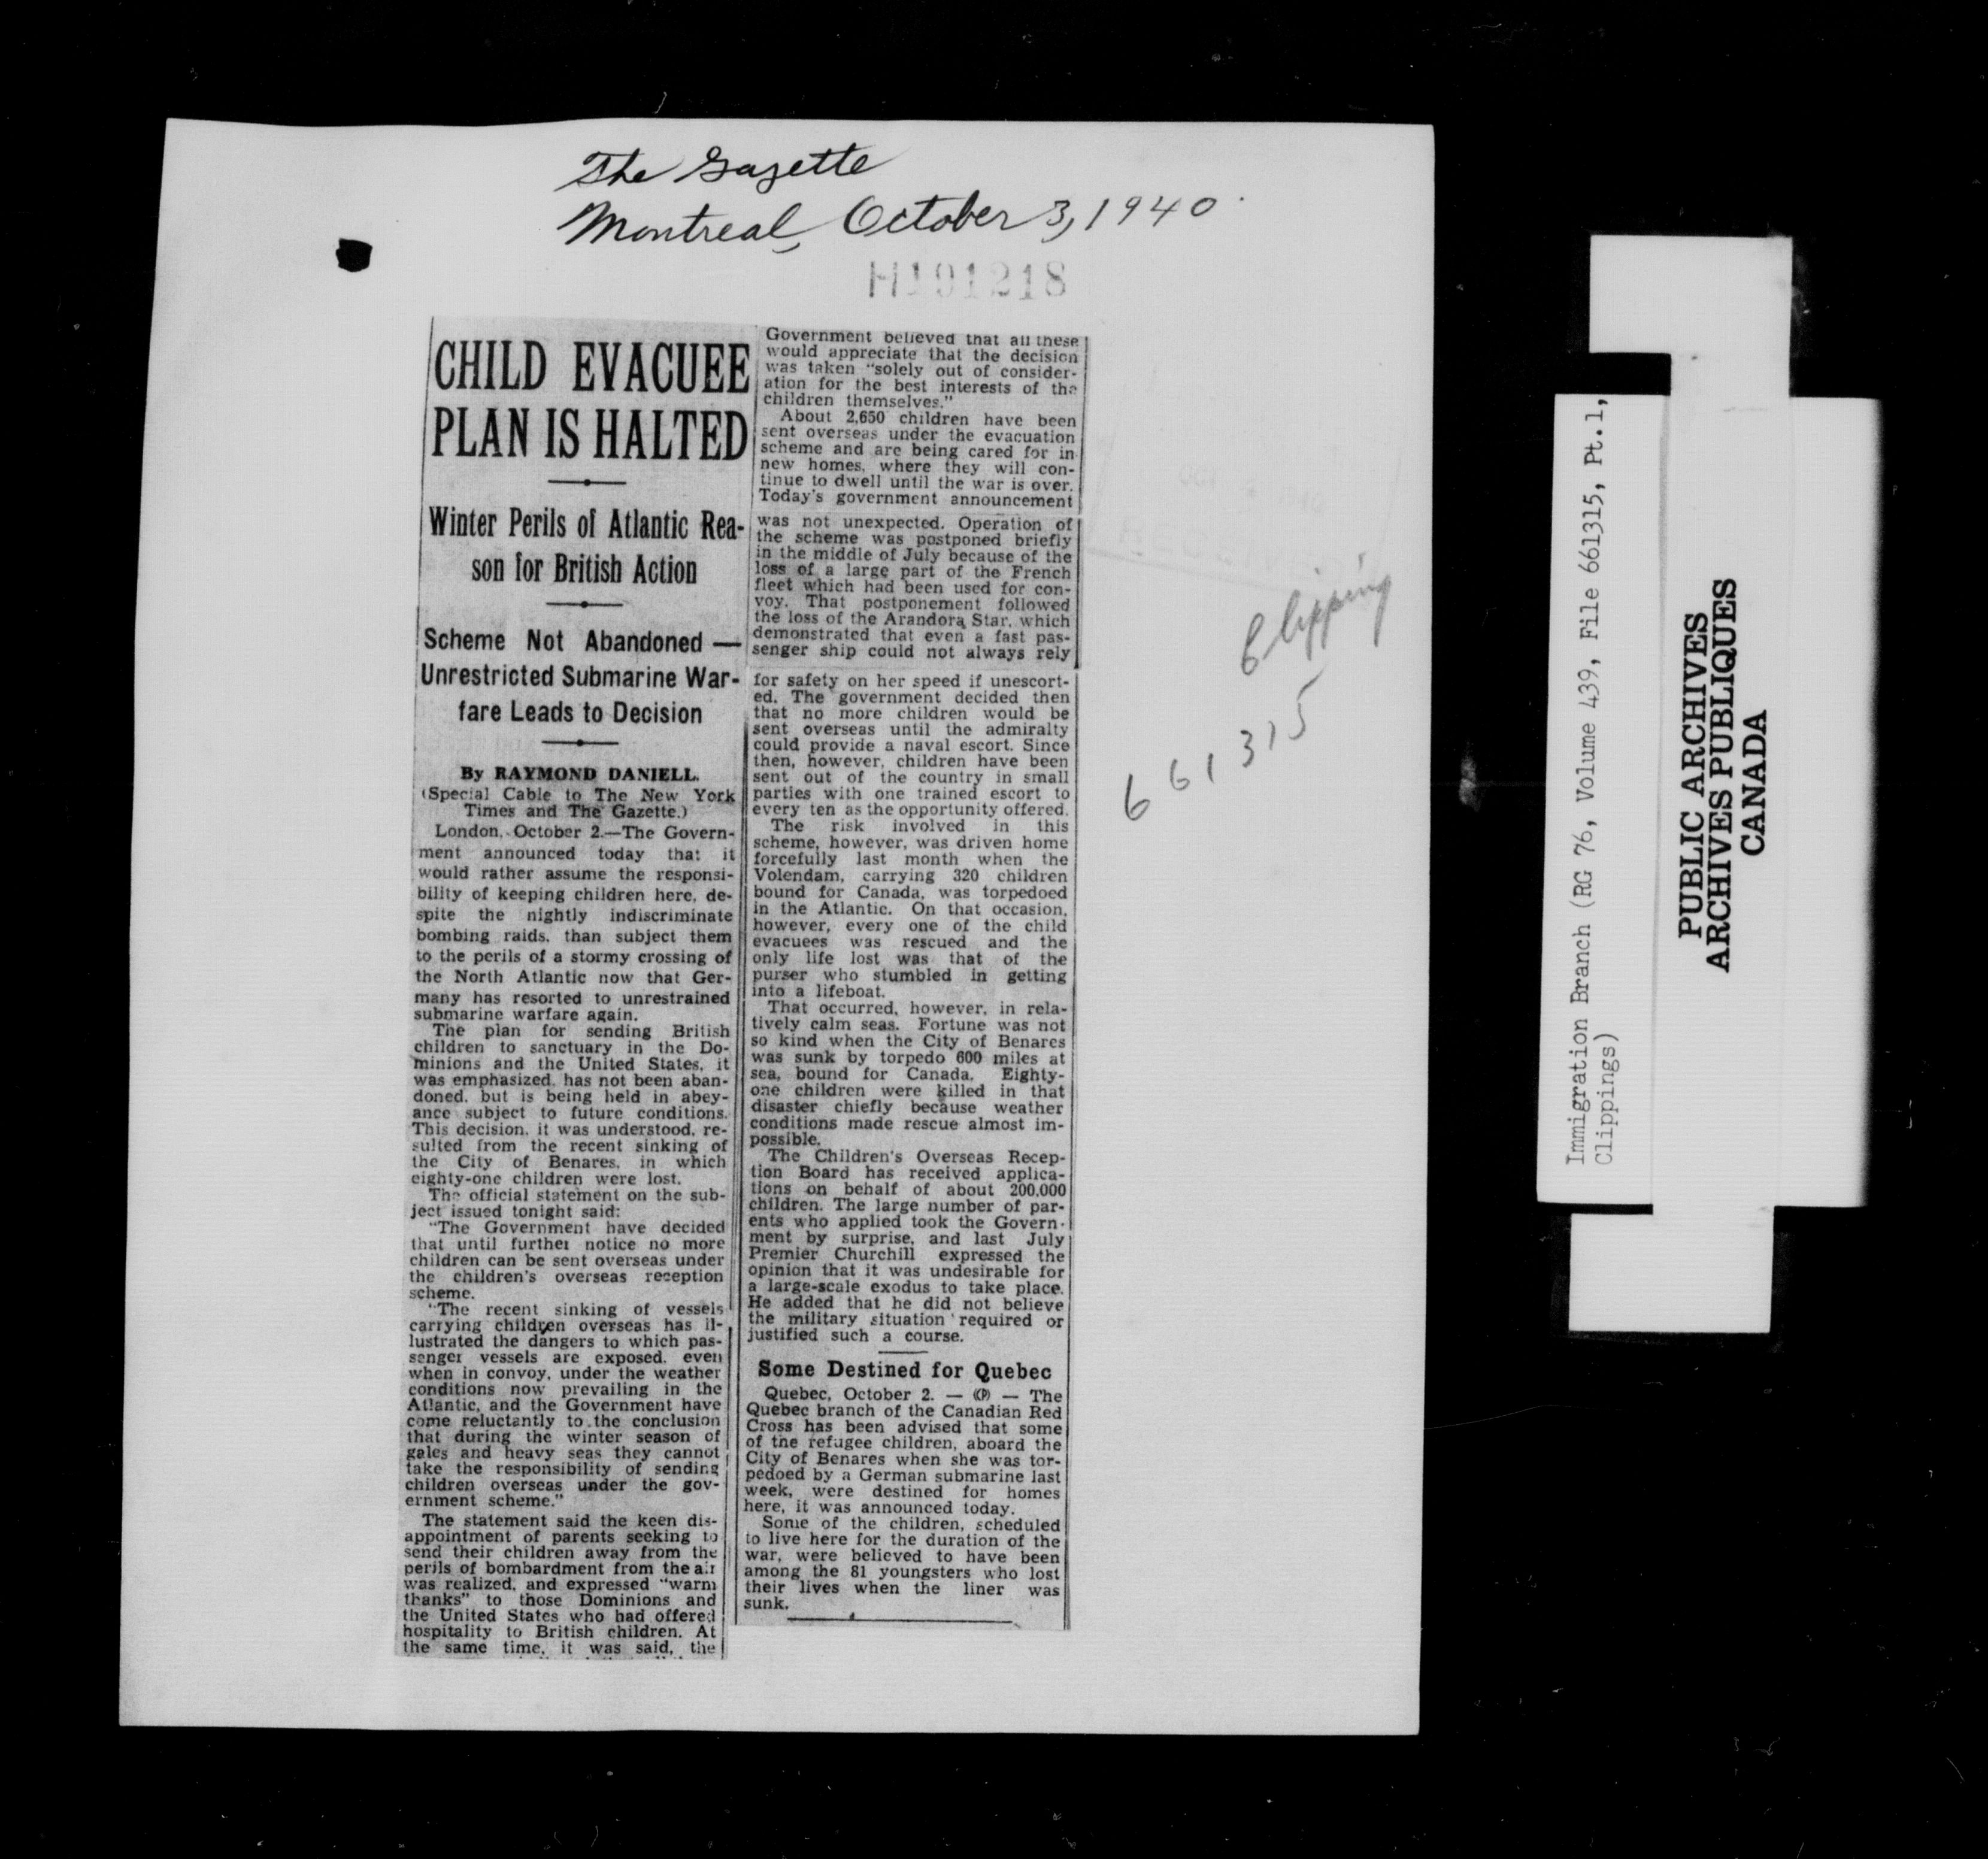 The Gazette
Montreal, October 3, 1940.
H101218
CHILD EVACUEE
PLAN IS HALTED
Winter Perils of Atlantic Rea-
son for British Action
Scheme Not Abandoned —
Unrestricted Submarine War-
fare Leads to Decision
By RAYMOND DANIELL.
(Special Cable to The New York
Times and The Gazette.)
London, October 2.—The Govern-
ment announced today that it
would rather assume the responsi-
bility of keeping children here, de-
spite the nightly indiscriminate
bombing raids, than subject them
to the perils of a stormy crossing of
the North Atlantic now that Ger-
many has resorted to unrestrained
submarine warfare again.
The plan for sending British
children to sanctuary in the Do-
minions and the United States, it
was emphasized, has not been aban-
doned, but is being held in abey-
ance subject to future conditions.
This decision, it was understood, re-
sulted from the recent sinking of
the City of Benares, in which
eighty-one children were lost.
The official statement on the sub-
ject issued tonight said:
"The Government have decided
that until further notice no more
children can be sent overseas under
the children's overseas reception
scheme.
"The recent sinking of vessels
carrying children overseas has il-
lustrated the dangers to which pas-
senger vessels are exposed, even
when in convoy, under the weather
conditions now prevailing in the
Atlantic, and the Government have
come reluctantly to the conclusion
that during the winter season of
gales and heavy seas they cannot
take the responsibility of sending
children overseas under the gov-
ernment scheme."
The statement said the keen dis-
appointment of parents seeking to
send their children away from the
perils of bombardment from the air
was realized, and expressed "warm
thanks" to those Dominions and
the United States who had offered
hospitality to British children. At
the same time, it was said, the
Government believed that all these
would appreciate that the decision
was taken "solely out of consider-
ation for the best interests of the
children themselves."
About 2,650 children have been
sent overseas under the evacuation
scheme and are being cared for in
new homes, where they will con-
tinue to dwell until the war is over.
Today's government announcement
was not unexpected. Operation of
the scheme was postponed briefly
in the middle of July because of the
loss of a large part of the French
fleet which had been used for con-
voy. That postponement followed
the loss of the Arandora Star, which
demonstrated that even a fast pas-
senger ship could not always rely
for safety on her speed if unescort-
ed. The government decided then
that no more children would be
sent overseas until the admiralty
could provide a naval escort. Since
then, however, children have been
sent out of the country in small
parties with one trained escort to
every ten as the opportunity offered.
The risk involved in this
scheme, however, was driven home
forcefully last month when the
Volendam, carrying 320 children
bound for Canada, was torpedoed
in the Atlantic. On that occasion,
however, every one of the child
evacuees was rescued and the
only life lost was that of the
purser who stumbled in getting
into a lifeboat.
That occurred, however, in rela-
tively calm seas. Fortune was not
so kind when the City of Benares
was sunk by torpedo 600 miles at
sea, bound for Canada. Eighty-
one children were killed in that
disaster chiefly because weather
conditions made rescue almost im-
possible.
The Children's Overseas Recep-
tion Board has received applica-
tions on behalf of about 200,000
children. The large number of par-
ents who applied took the Govern-
ment by surprise, and last July
Premier Churchill expressed the
opinion that it was undesirable for
a large-scale exodus to take place.
He added that he did not believe
the military situation required or
justified such a course.
Some Destined for Quebec
Quebec, October 2. — (CP) — The
Quebec branch of the Canadian Red
Cross has been advised that some
of the refugee children, aboard the
City of Benares when she was tor-
pedoed by a German submarine last
week, were destined for homes
here, it was announced today.
Some of the children, scheduled
to live here for the duration of the
war, were believed to have been
among the 81 youngsters who lost
their lives when the liner was
sunk.
Clipping
661315
Immigration Branch (RG 76, Volume 439, File 661315, Pt.1,
Clippings)
PUBLIC ARCHIVES
ARCHIVES PUBLIQUES
CANADA